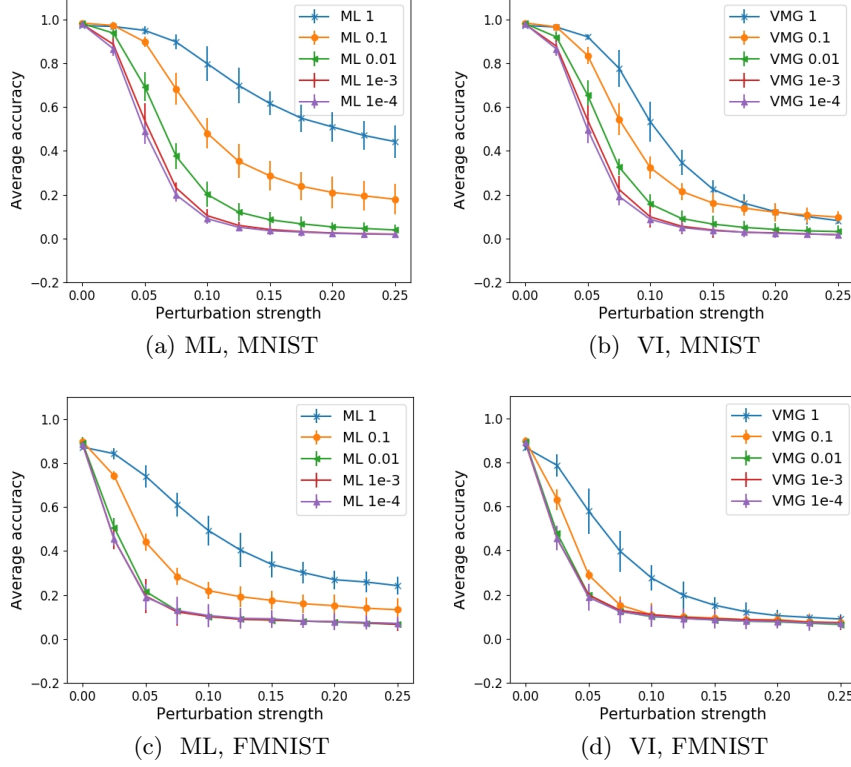 1.0
0.8
0.6
0.4
0.2
0.0
−0.2
Average accuracy
ML 1
ML 0.1
ML 0.01
ML 1e-3
ML 1e-4
0.00 0.05 0.10 0.15 0.20 0.25
Perturbation strength
(a) ML, MNIST
1.0
0.8
0.6
0.4
0.2
0.0
−0.2
Average accuracy
VMG 1
VMG 0.1
VMG 0.01
VMG 1e-3
VMG 1e-4
0.00 0.05 0.10 0.15 0.20 0.25
Perturbation strength
(b) VI, MNIST
1.0
0.8
0.6
0.4
0.2
0.0
−0.2
Average accuracy
ML 1
ML 0.1
ML 0.01
ML 1e-3
ML 1e-4
0.00 0.05 0.10 0.15 0.20 0.25
Perturbation strength
(c) ML, FMNIST
1.0
0.8
0.6
0.4
0.2
0.0
−0.2
Average accuracy
VMG 1
VMG 0.1
VMG 0.01
VMG 1e-3
VMG 1e-4
0.00 0.05 0.10 0.15 0.20 0.25
Perturbation strength
(d) VI, FMNIST